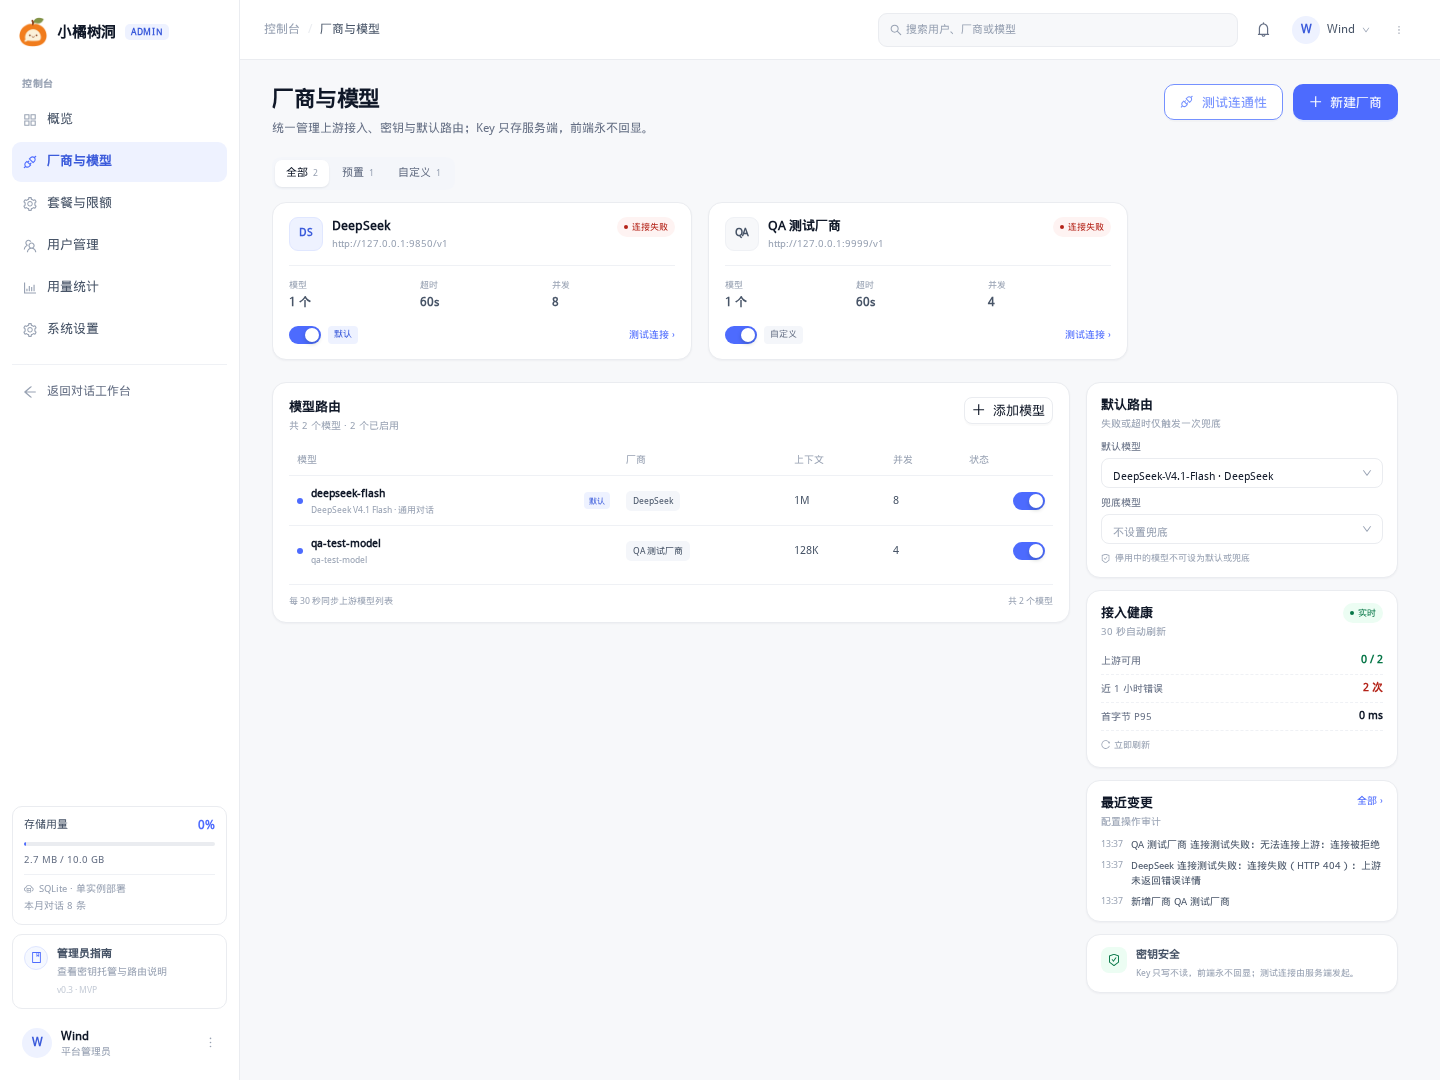 小橘树洞 ADMIN
控制台
概览
厂商与模型
套餐与限额
用户管理
用量统计
系统设置
返回对话工作台
存储用量 0%
2.7 MB / 10.0 GB
SQLite · 单实例部署
本月对话 8 条
管理员指南
查看密钥托管与路由说明
v0.3 · MVP
W Wind
平台管理员
控制台 / 厂商与模型
搜索用户、厂商或模型
W Wind
厂商与模型
统一管理上游接入、密钥与默认路由；Key 只存服务端，前端永不回显。
测试连通性
新建厂商
全部 2 预置 1 自定义 1
DS DeepSeek 连接失败
http://127.0.0.1:9850/v1
模型 超时 并发
1 个 60s 8
默认 测试连接 ›
QA QA 测试厂商 连接失败
http://127.0.0.1:9999/v1
模型 超时 并发
1 个 60s 4
自定义 测试连接 ›
模型路由
共 2 个模型 · 2 个已启用
添加模型
模型 厂商 上下文 并发 状态
deepseek-flash 默认 DeepSeek 1M 8
DeepSeek V4.1 Flash · 通用对话
qa-test-model QA 测试厂商 128K 4
qa-test-model
每 30 秒同步上游模型列表 共 2 个模型
默认路由
失败或超时仅触发一次兜底
默认模型
DeepSeek-V4.1-Flash · DeepSeek
兜底模型
不设置兜底
停用中的模型不可设为默认或兜底
接入健康 实时
30 秒自动刷新
上游可用 0 / 2
近 1 小时错误 2 次
首字节 P95 0 ms
立即刷新
最近变更 全部 ›
配置操作审计
13:37 QA 测试厂商 连接测试失败：无法连接上游：连接被拒绝
13:37 DeepSeek 连接测试失败：连接失败（HTTP 404）：上游
未返回错误详情
13:37 新增厂商 QA 测试厂商
密钥安全
Key 只写不读，前端永不回显；测试连接由服务端发起。